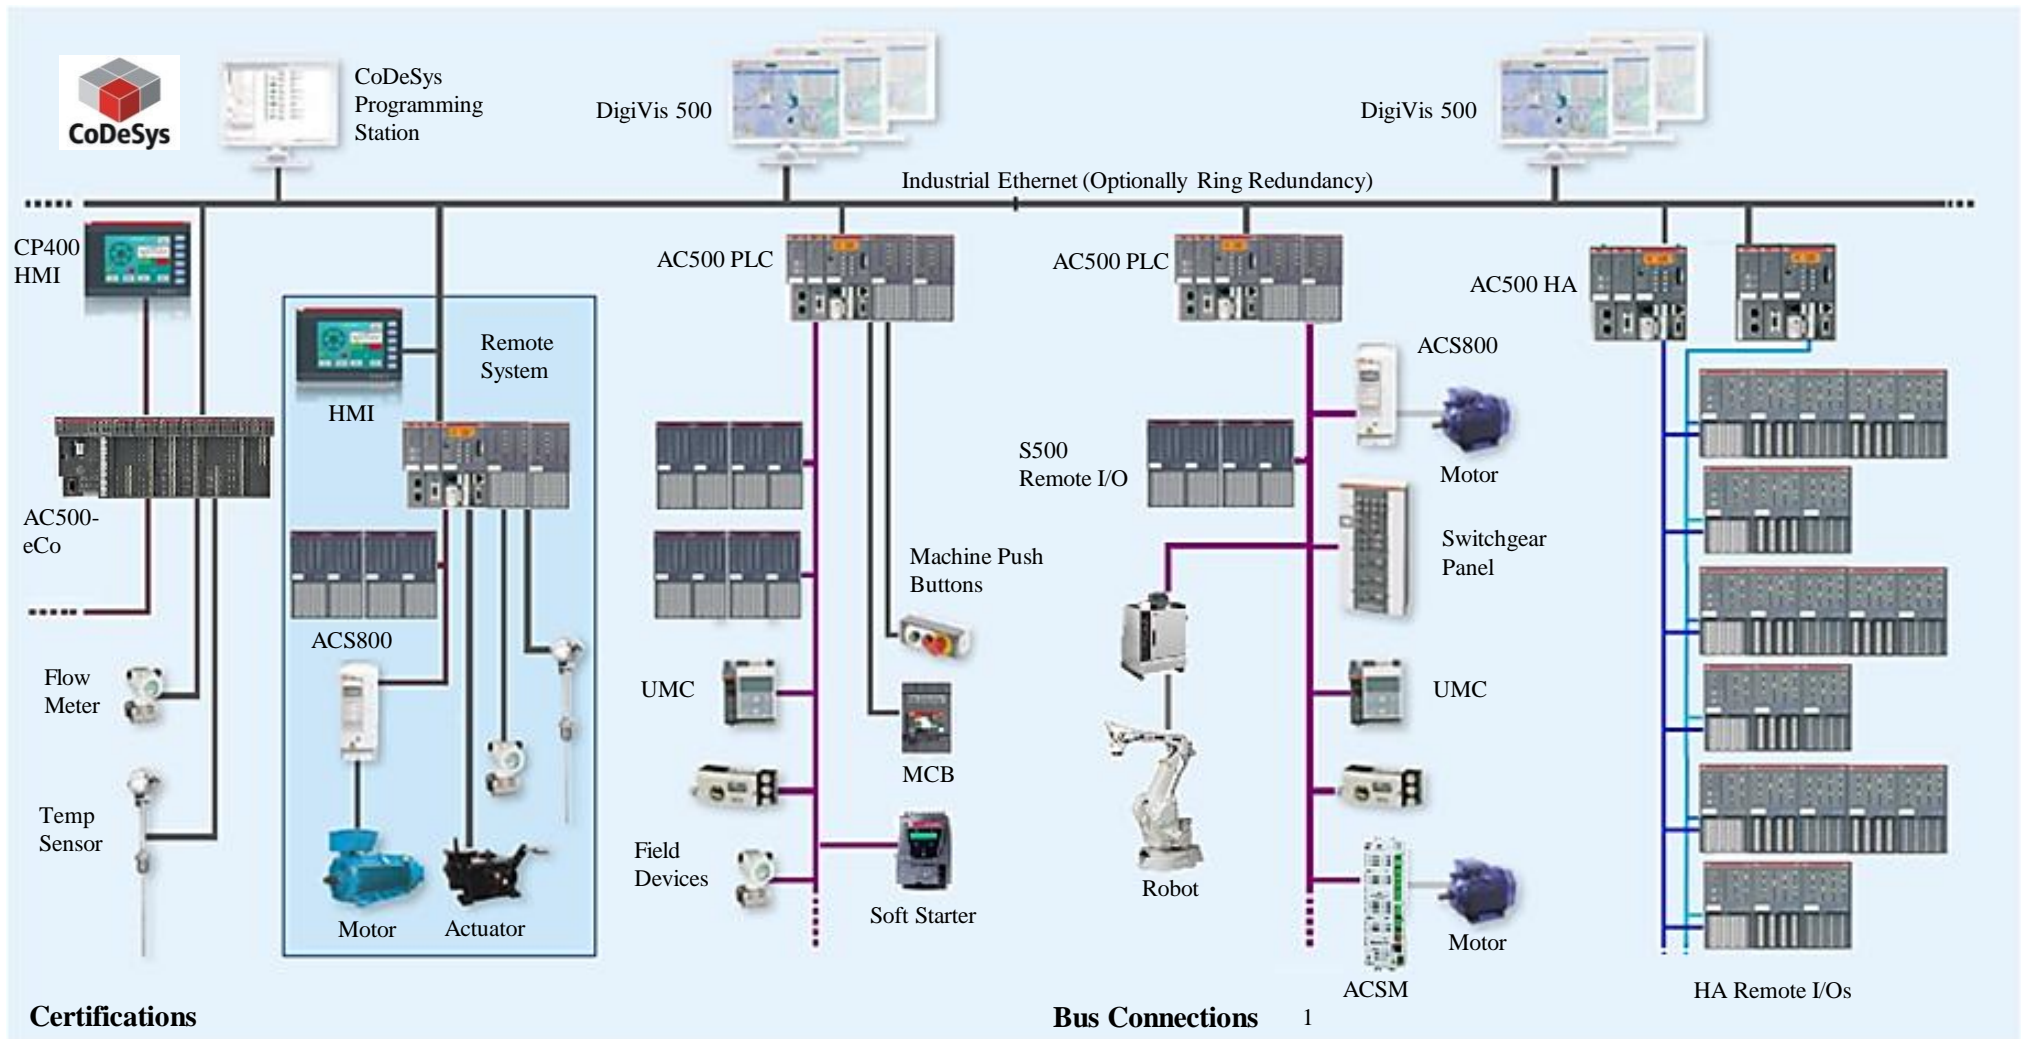 CoDeSys
CoDeSys
Programming
Station
DigiVis 500
DigiVis 500
Industrial Ethernet (Optionally Ring Redundancy)
CP400
HMI
AC500 PLC
AC500 PLC
AC500 HA
Remote
System
HMI
ACS800
Motor
S500
Remote I/O
AC500-
eCo
Switchgear
Panel
Machine Push
Buttons
ACS800
Flow
Meter
UMC
UMC
MCB
Temp
Sensor
Field
Devices
Soft Starter
Robot
Motor
Actuator
Motor
ACSM
HA Remote I/Os
Certifications
Bus Connections 1